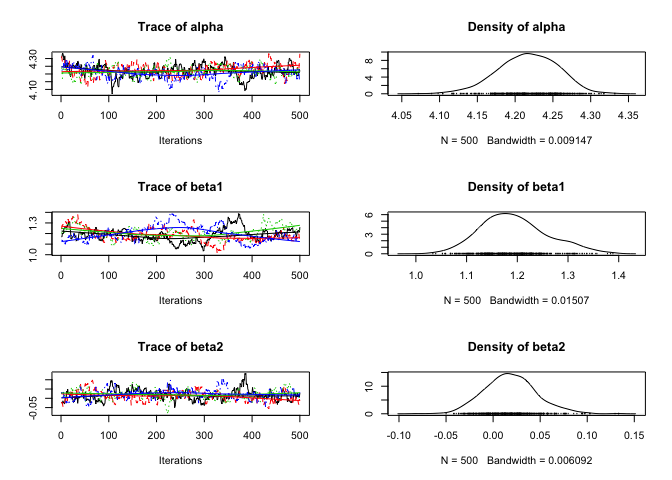 Trace of alpha
4.10 4.30
0 100 200 300 400 500
Iterations
Density of alpha
0 4 8
4.05 4.10 4.15 4.20 4.25 4.30 4.35
N = 500 Bandwidth = 0.009147
Trace of beta1
1.0 1.3
0 100 200 300 400 500
Iterations
Density of beta1
0 3 6
1.0 1.1 1.2 1.3 1.4
N = 500 Bandwidth = 0.01507
Trace of beta2
-0.05
0 100 200 300 400 500
Iterations
Density of beta2
0 10
-0.10 -0.05 0.00 0.05 0.10 0.15
N = 500 Bandwidth = 0.006092